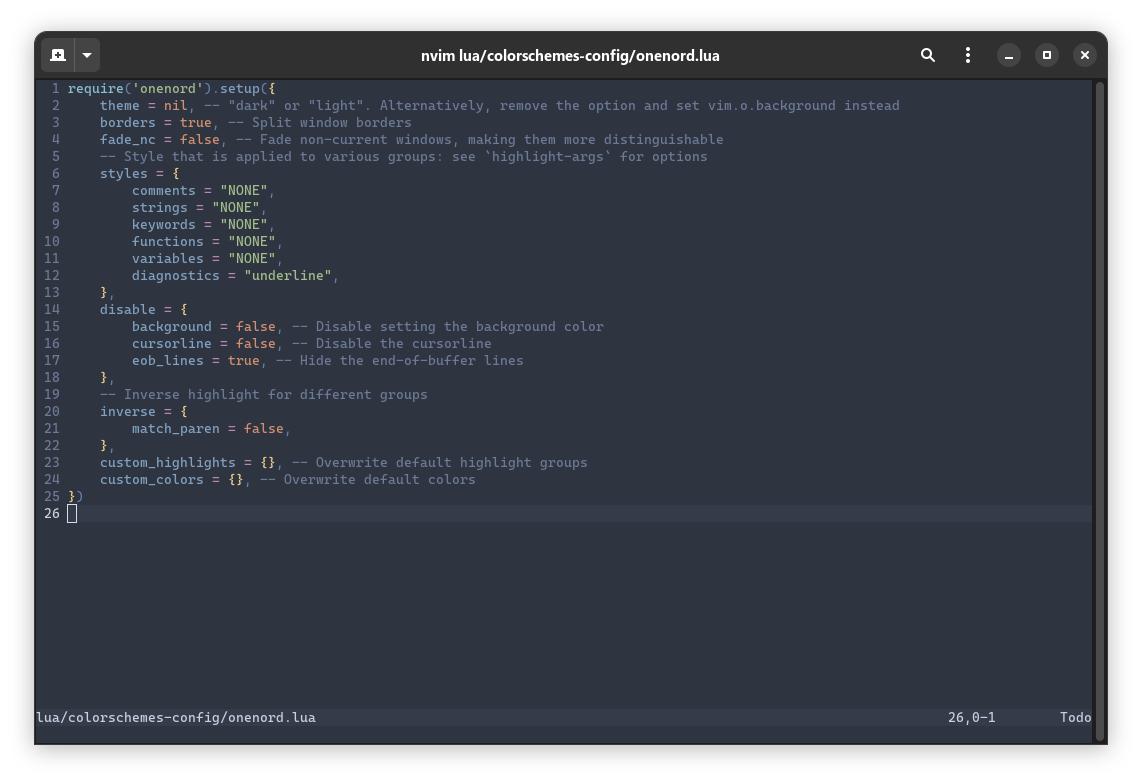 nvim lua/colorschemes-config/onenord.lua
1 require('onenord').setup({
2     theme = nil, -- "dark" or "light". Alternatively, remove the option and set vim.o.background instead
3     borders = true, -- Split window borders
4     fade_nc = false, -- Fade non-current windows, making them more distinguishable
5     -- Style that is applied to various groups: see `highlight-args` for options
6     styles = {
7         comments = "NONE",
8         strings = "NONE",
9         keywords = "NONE",
10         functions = "NONE",
11         variables = "NONE",
12         diagnostics = "underline",
13     },
14     disable = {
15         background = false, -- Disable setting the background color
16         cursorline = false, -- Disable the cursorline
17         eob_lines = true, -- Hide the end-of-buffer lines
18     },
19     -- Inverse highlight for different groups
20     inverse = {
21         match_paren = false,
22     },
23     custom_highlights = {}, -- Overwrite default highlight groups
24     custom_colors = {}, -- Overwrite default colors
25 })
26
lua/colorschemes-config/onenord.lua 26,0-1 Todo